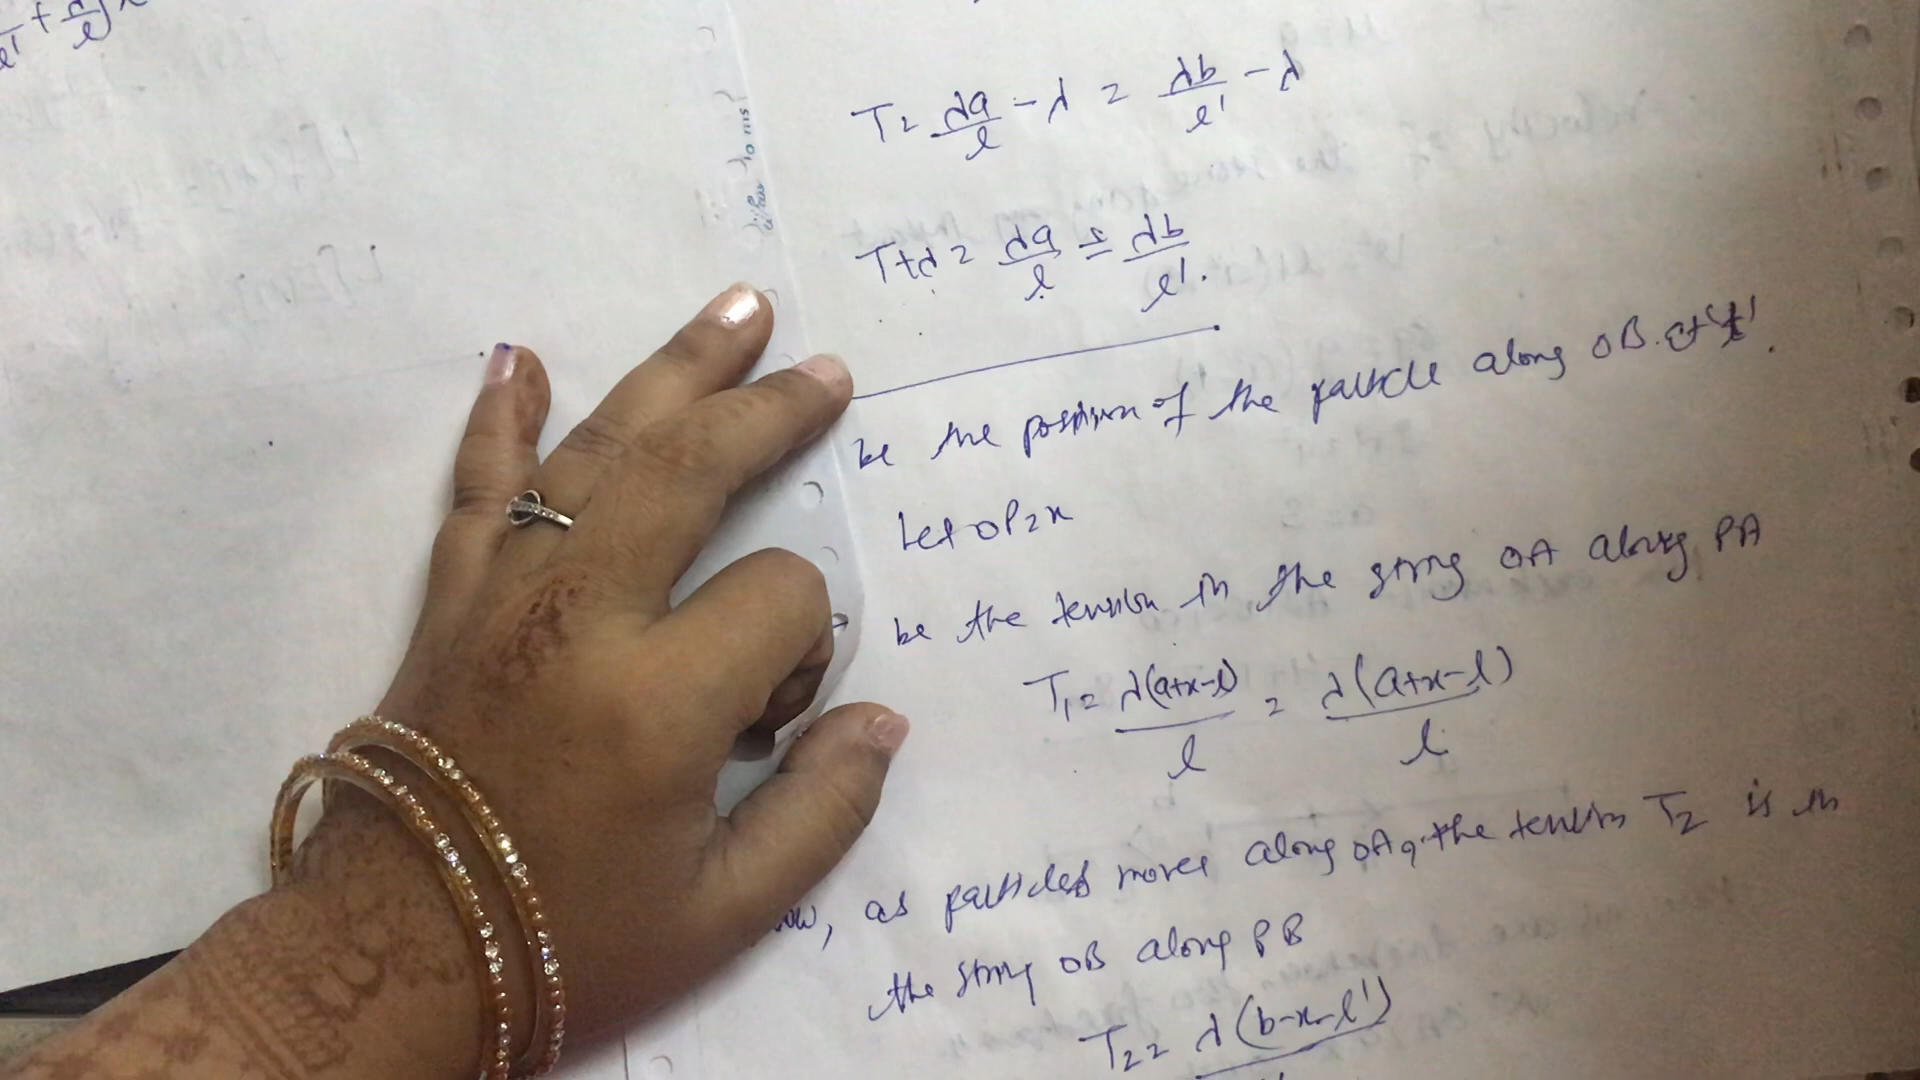 T = λa/l - λ = λb/l' - λ
T+λ = λa/l = λb/l'.
be the position of the particle along OB. at 't'.
Let OP = x
be the tension in the string OA along PA
T₁ = λ(a+x-l)/l = λ(a+x-l)/l
as particles moves along OA, the tension T₂ is in
the string OB along PB
T₂ = λ(b-x-l')